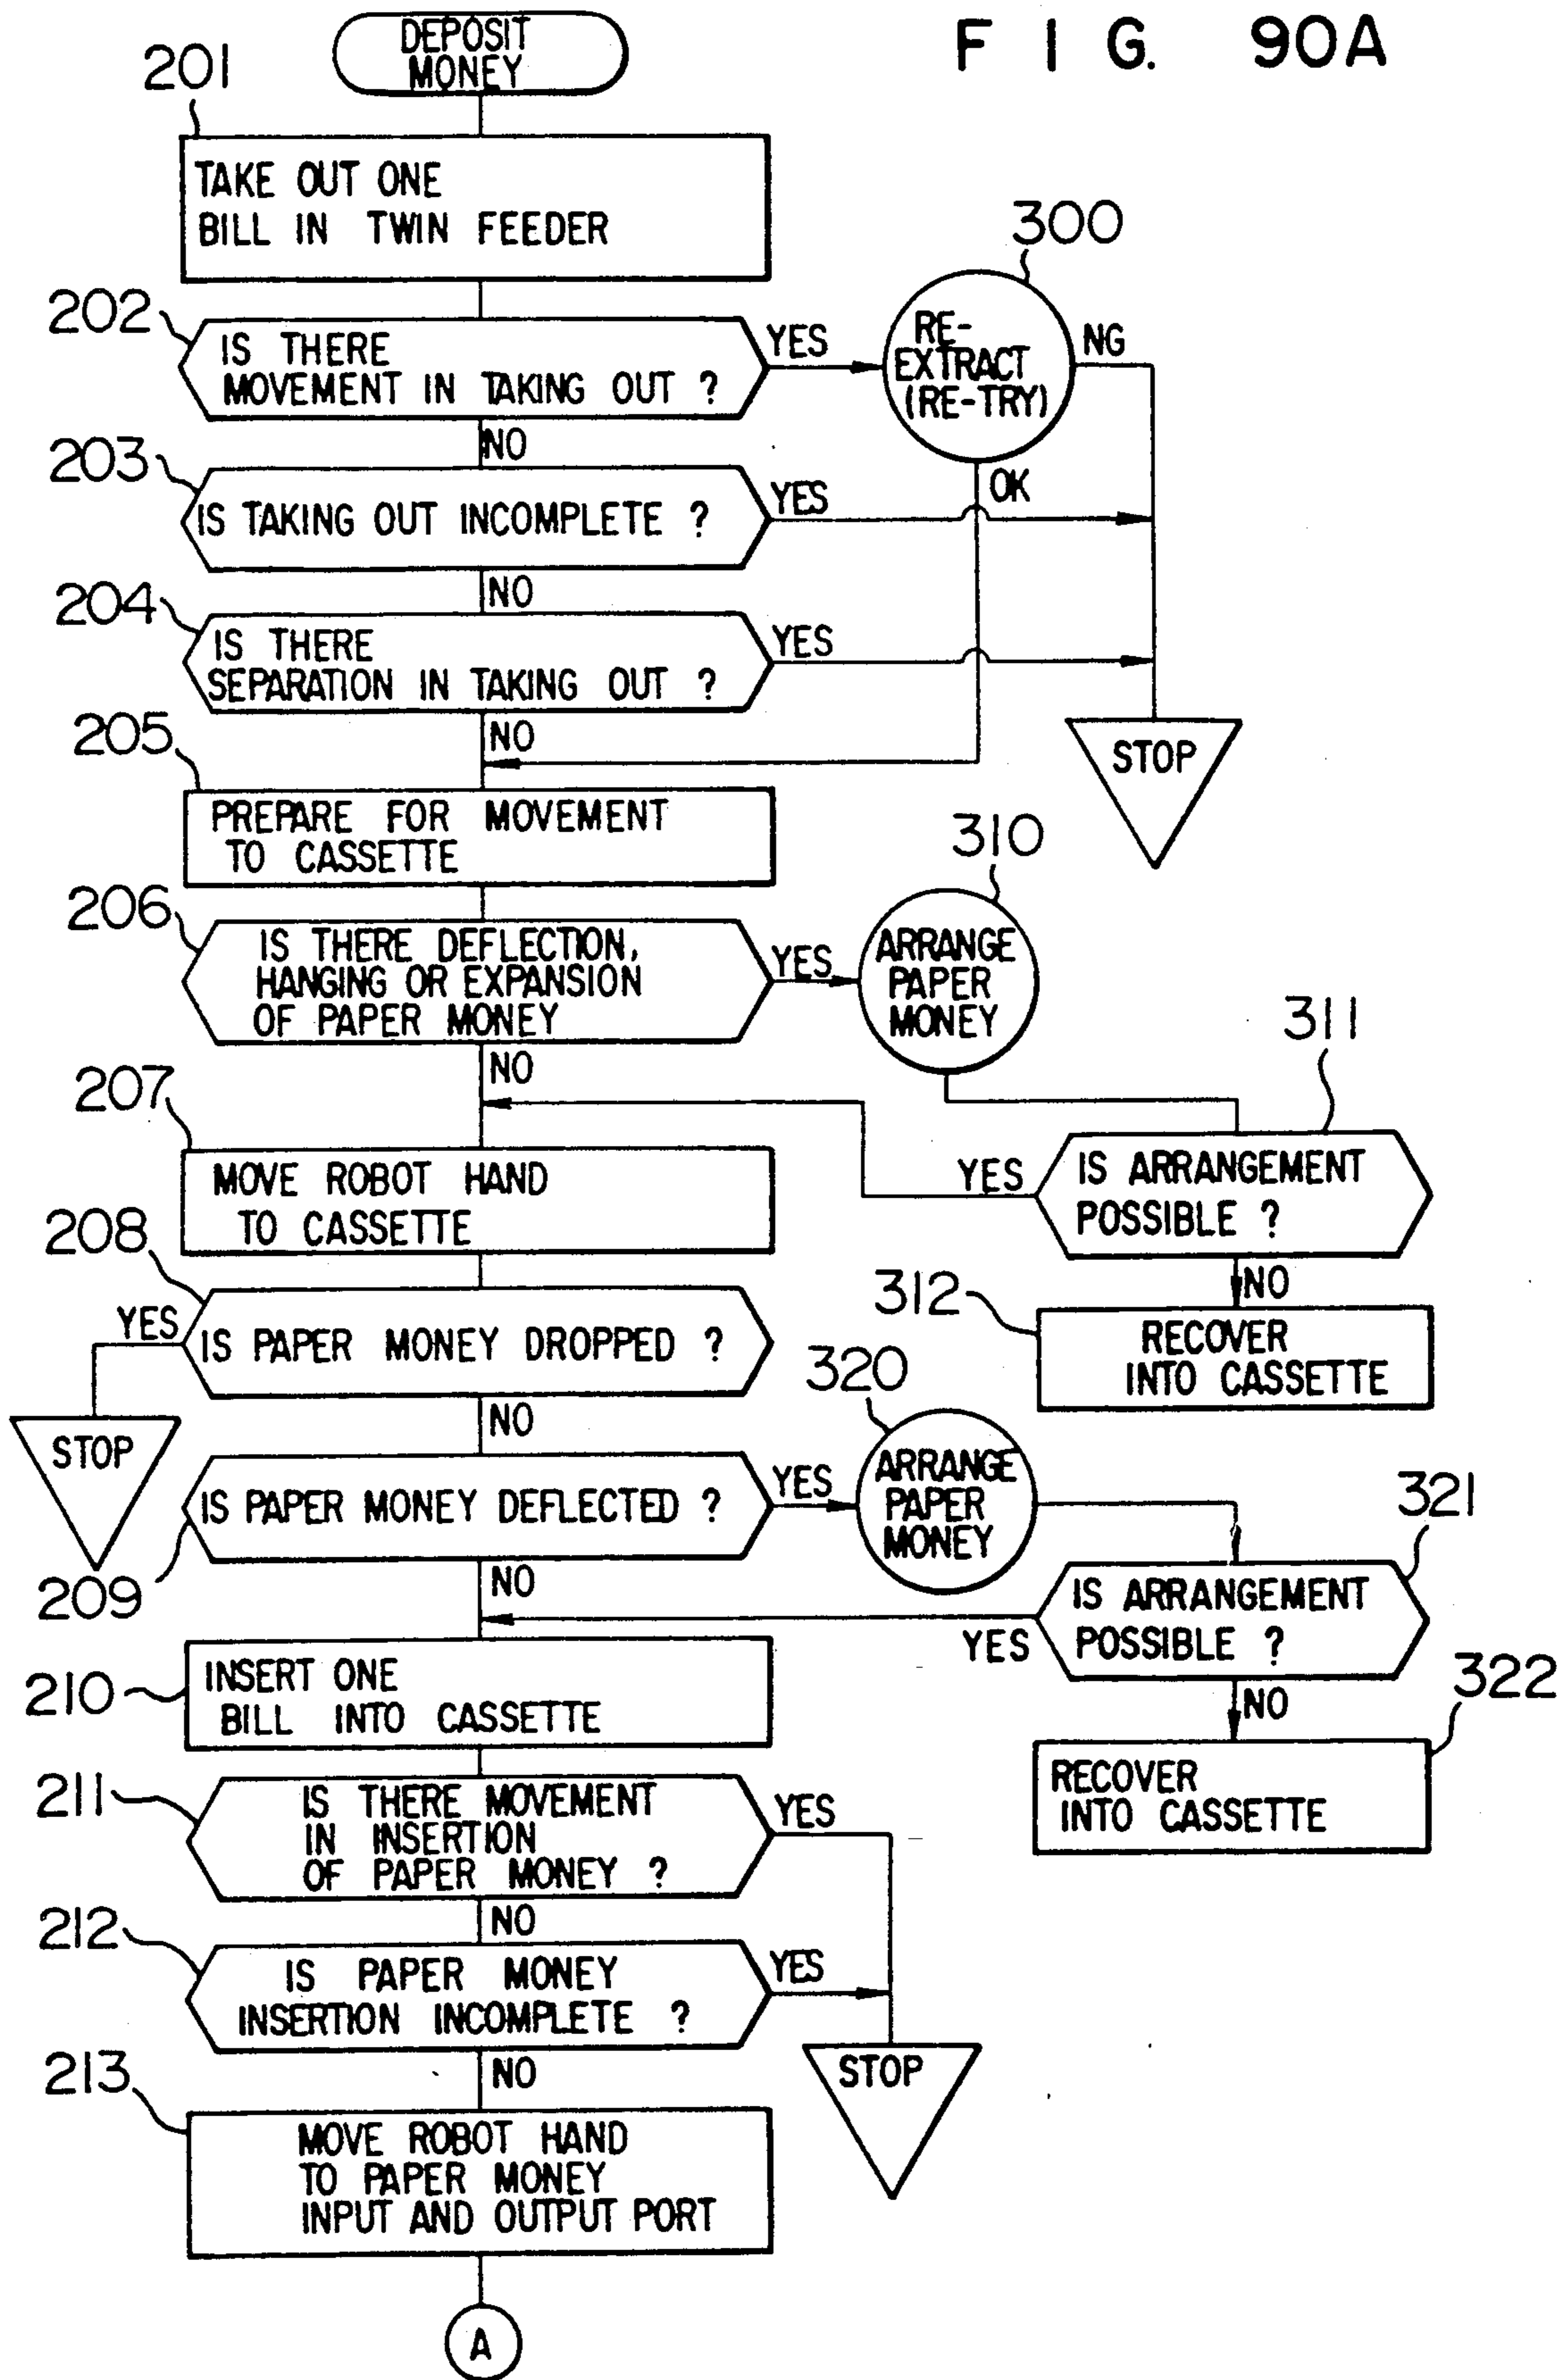 FIG. 90A
DEPOSIT
MONEY
201
TAKE OUT ONE
BILL IN TWIN FEEDER
202
IS THERE
MOVEMENT IN TAKING OUT ?
YES
NO
300
RE-
EXTRACT
(RE-TRY)
NG
OK
203
IS TAKING OUT INCOMPLETE ?
YES
NO
204
IS THERE
SEPARATION IN TAKING OUT ?
YES
NO
STOP
205
PREPARE FOR MOVEMENT
TO CASSETTE
206
IS THERE DEFLECTION,
HANGING OR EXPANSION
OF PAPER MONEY
YES
NO
310
ARRANGE
PAPER
MONEY
311
IS ARRANGEMENT
POSSIBLE ?
YES
NO
312
RECOVER
INTO CASSETTE
207
MOVE ROBOT HAND
TO CASSETTE
208
IS PAPER MONEY DROPPED ?
YES
STOP
NO
209
IS PAPER MONEY DEFLECTED ?
YES
NO
320
ARRANGE
PAPER
MONEY
321
IS ARRANGEMENT
POSSIBLE ?
YES
NO
322
RECOVER
INTO CASSETTE
210
INSERT ONE
BILL INTO CASSETTE
211
IS THERE MOVEMENT
IN INSERTION
OF PAPER MONEY ?
YES
NO
212
IS PAPER MONEY
INSERTION INCOMPLETE ?
YES
NO
STOP
213
MOVE ROBOT HAND
TO PAPER MONEY
INPUT AND OUTPUT PORT
A